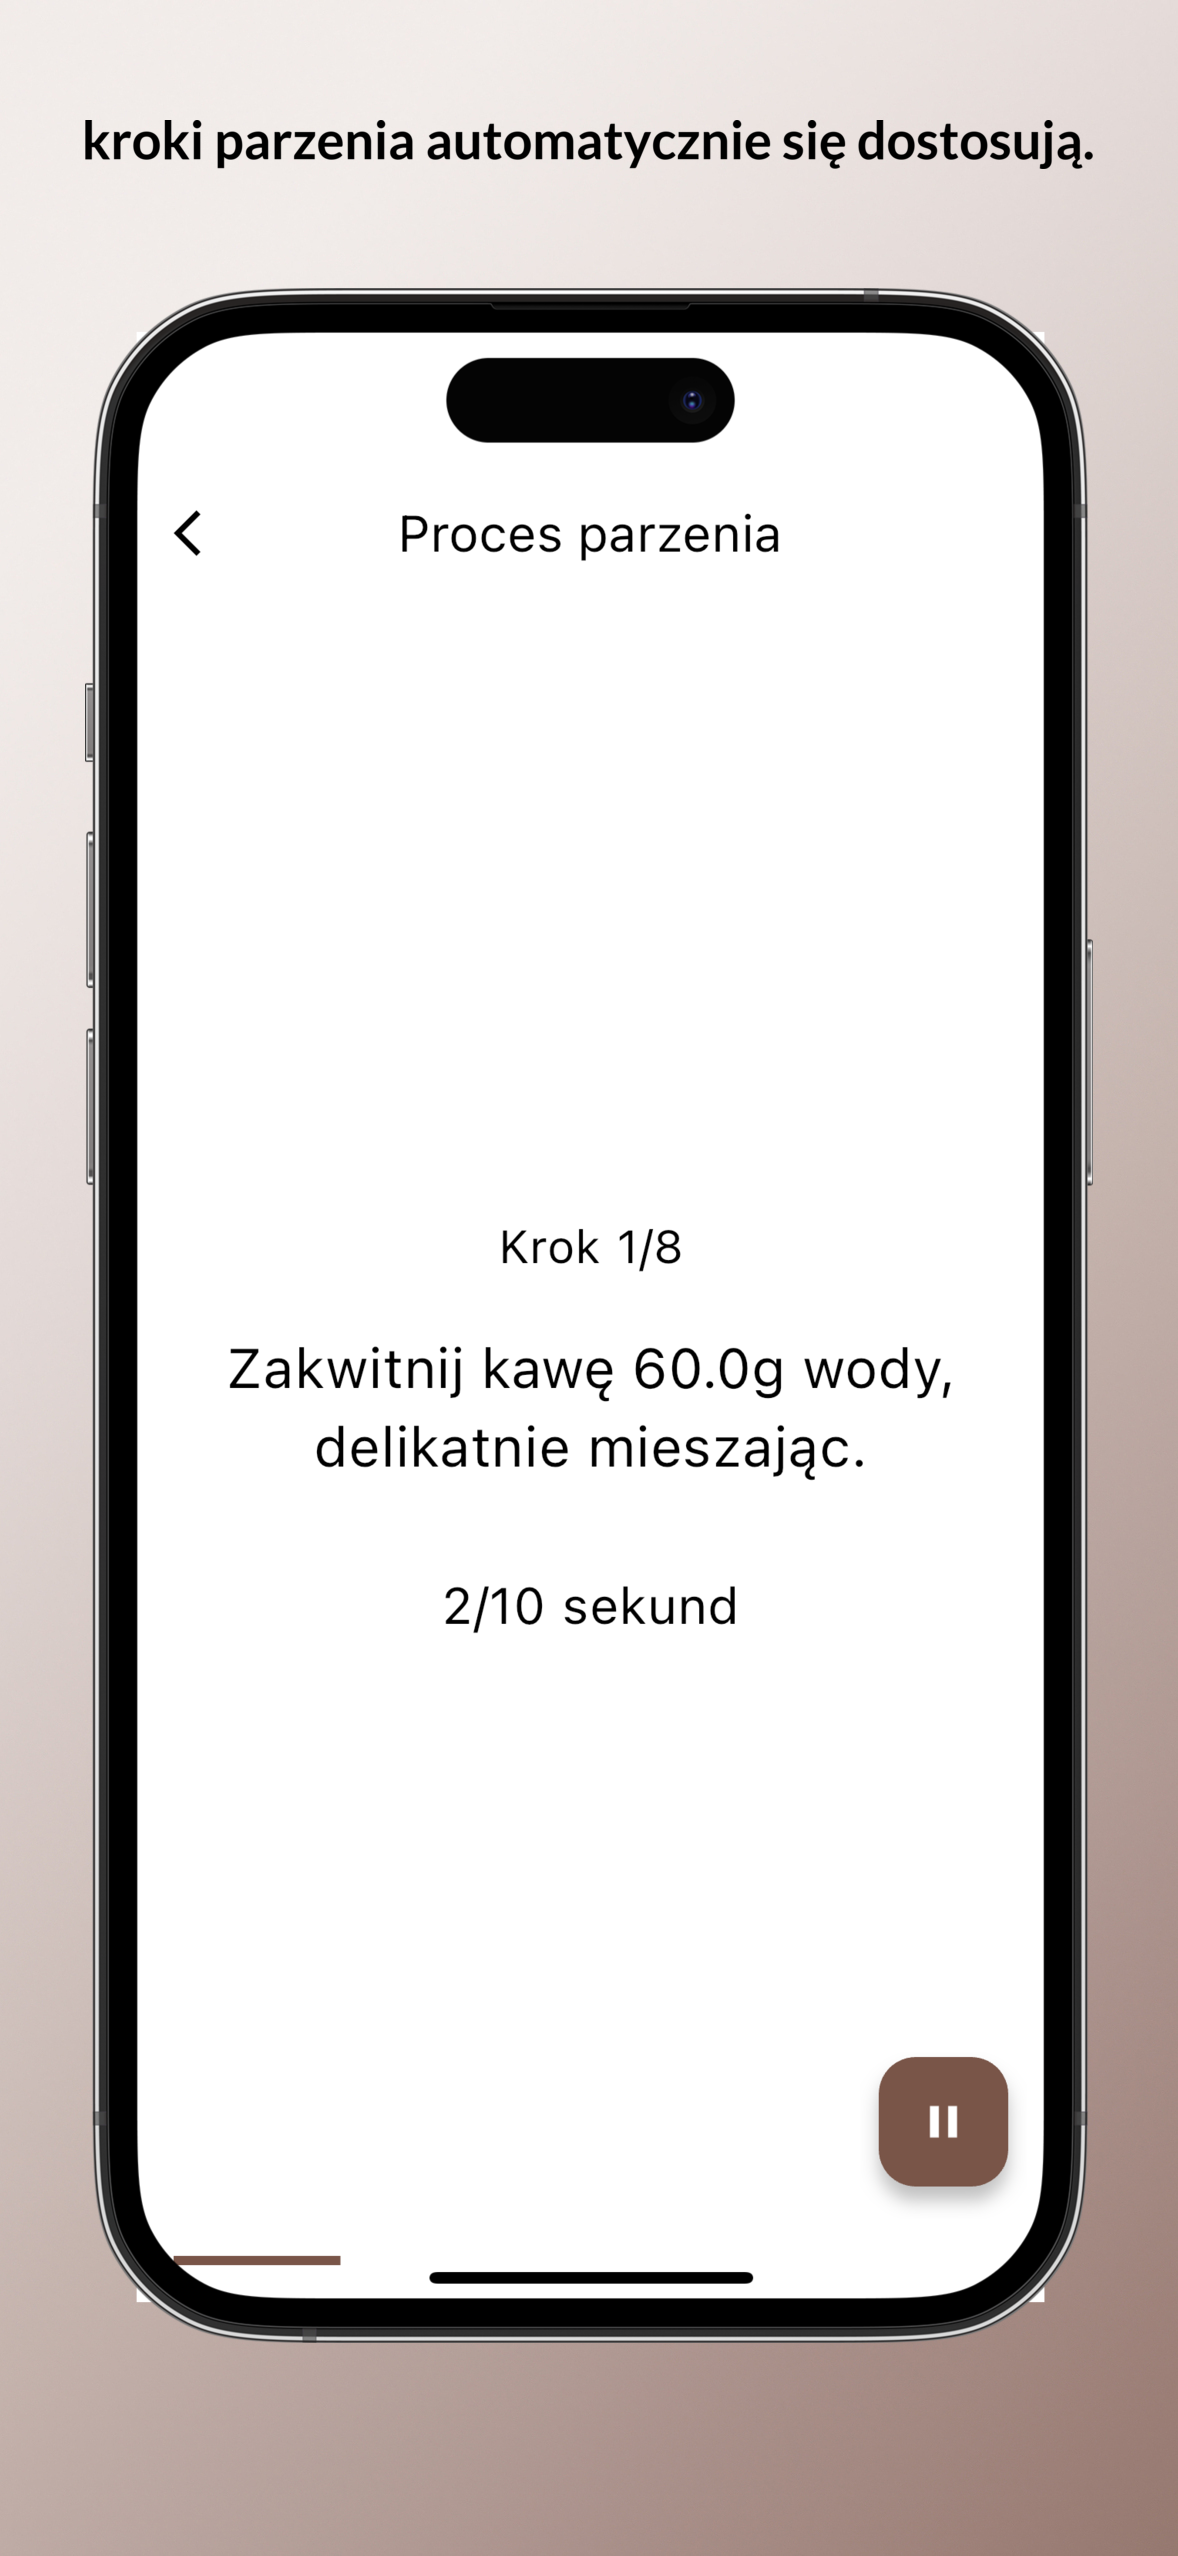 kroki parzenia automatycznie się dostosują.
Proces parzenia
Krok 1/8
Zakwitnij kawę 60.0g wody,
delikatnie mieszając.
2/10 sekund